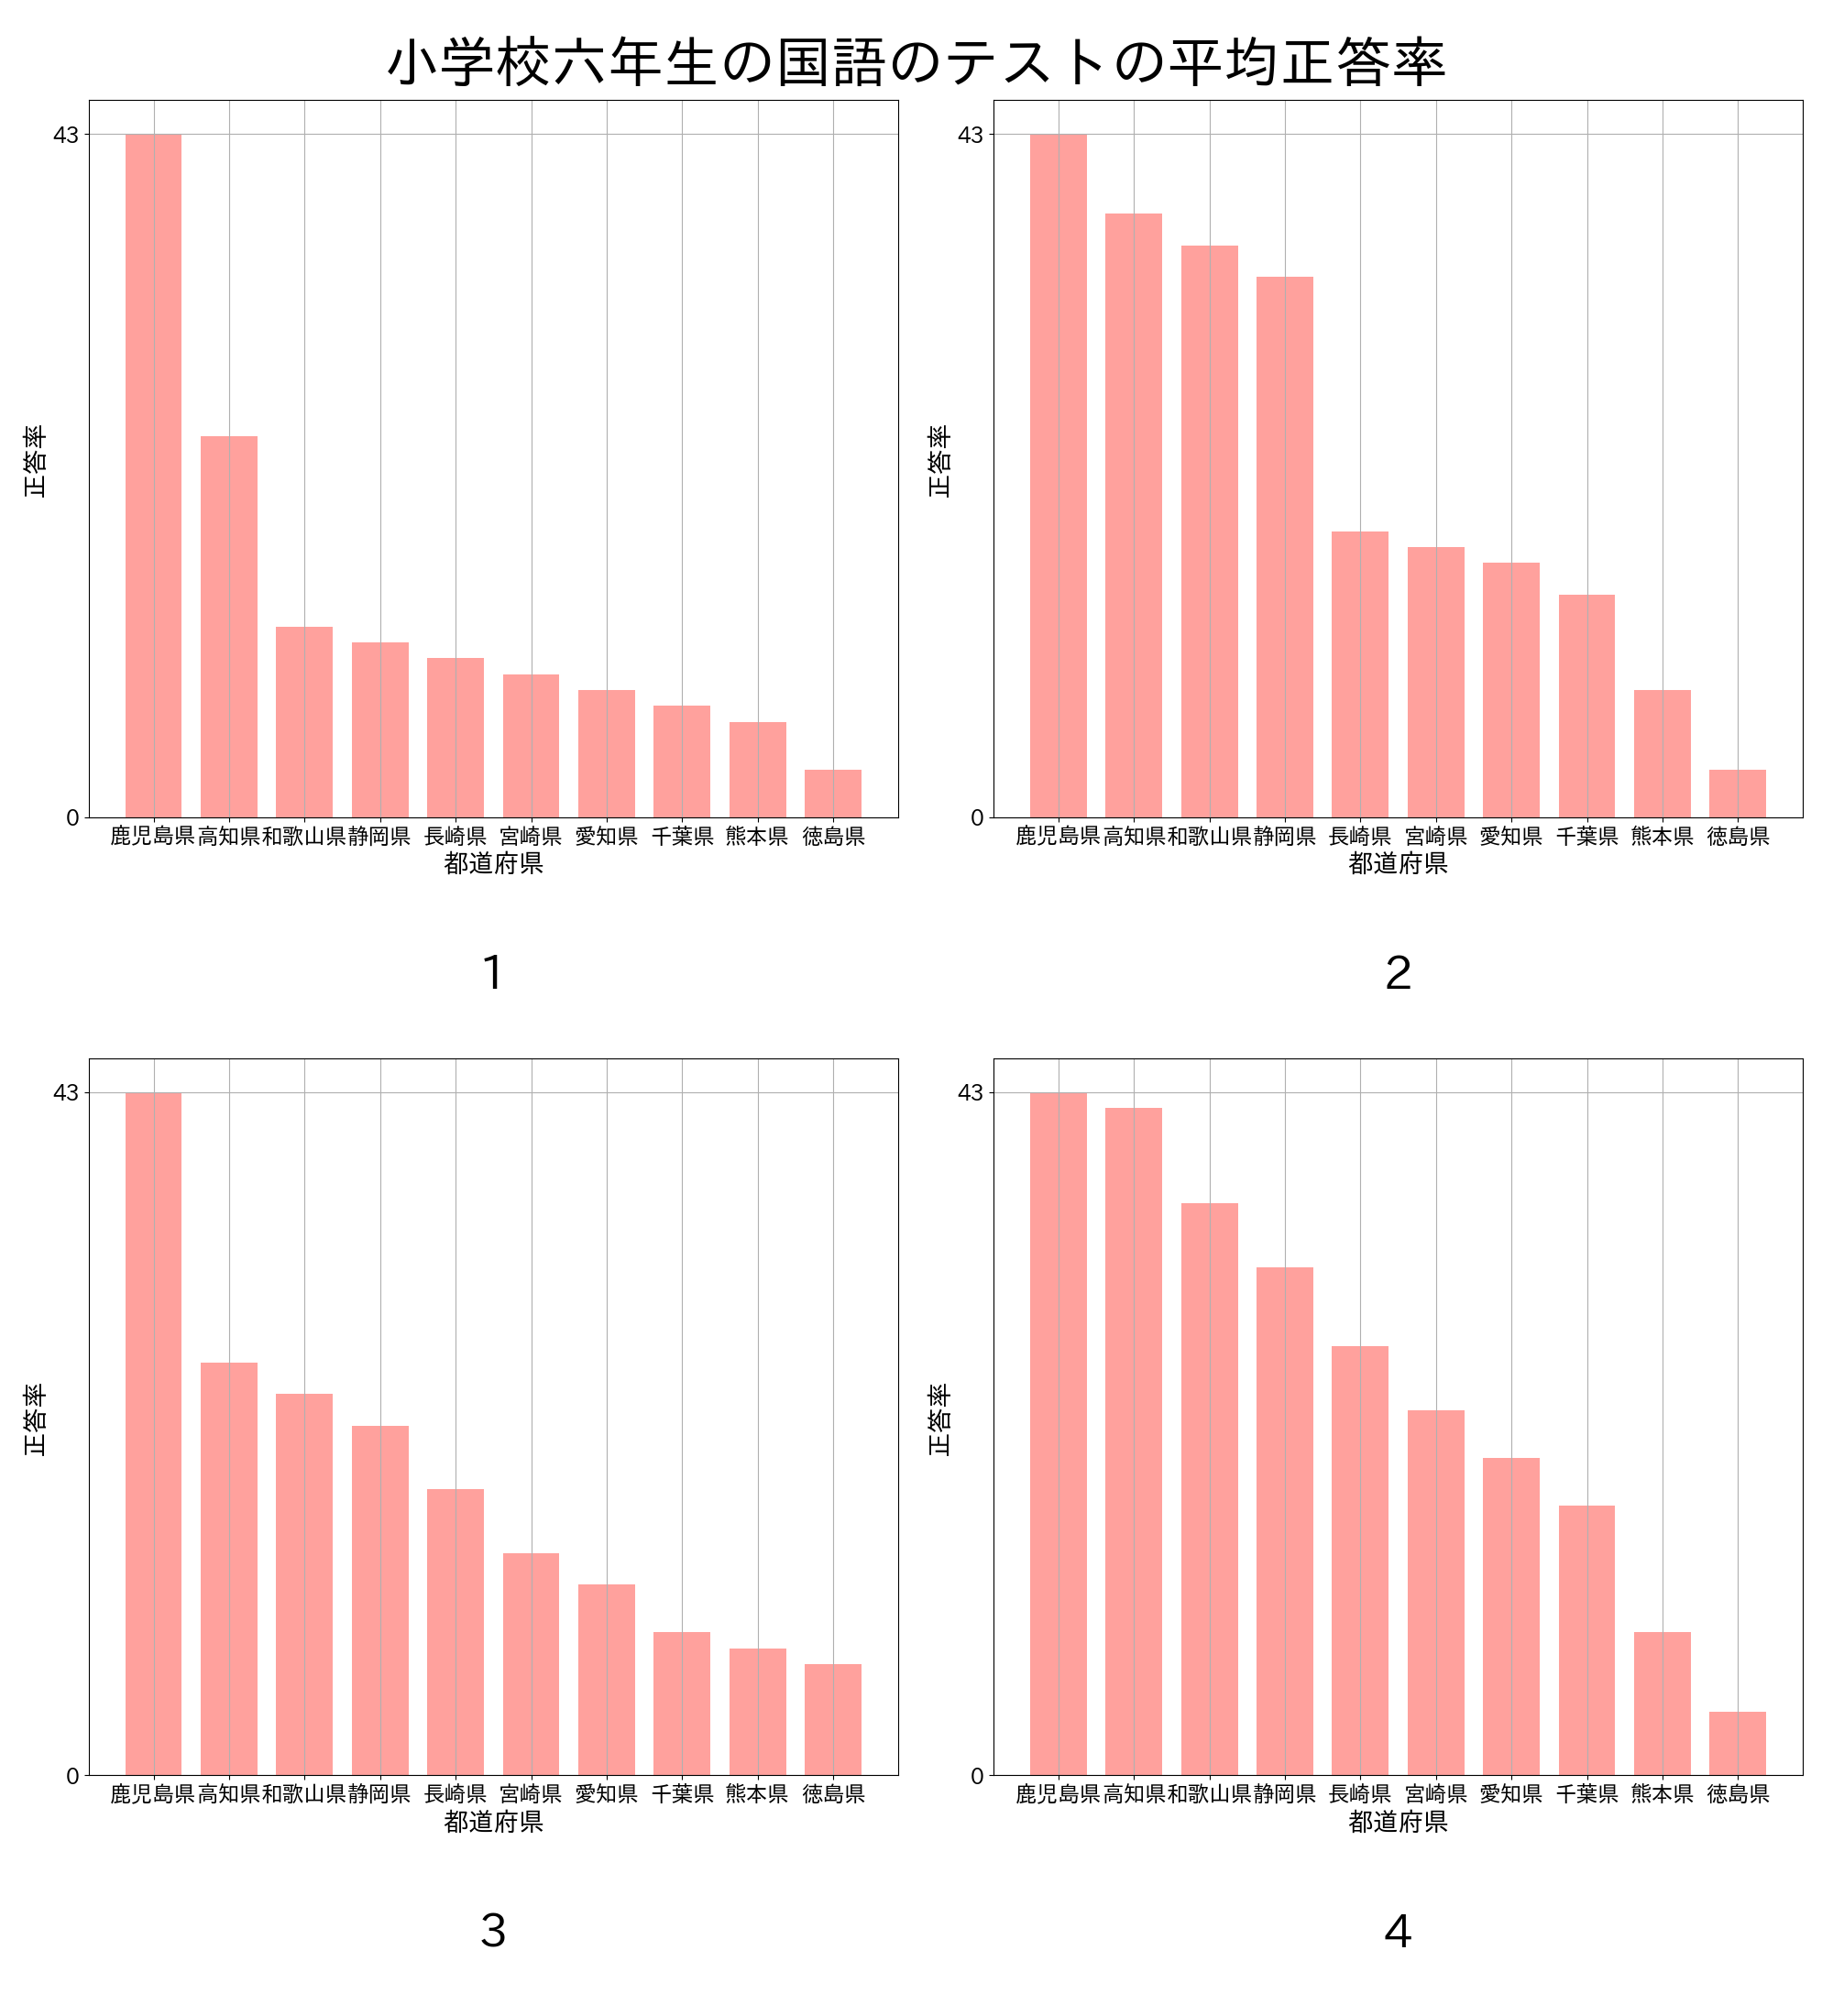 小学校六年生の国語のテストの平均正答率
43
0
正答率
鹿児島県 高知県 和歌山県 静岡県 長崎県 宮崎県 愛知県 千葉県 熊本県 徳島県
都道府県
1
43
0
正答率
鹿児島県 高知県 和歌山県 静岡県 長崎県 宮崎県 愛知県 千葉県 熊本県 徳島県
都道府県
2
43
0
正答率
鹿児島県 高知県 和歌山県 静岡県 長崎県 宮崎県 愛知県 千葉県 熊本県 徳島県
都道府県
3
43
0
正答率
鹿児島県 高知県 和歌山県 静岡県 長崎県 宮崎県 愛知県 千葉県 熊本県 徳島県
都道府県
4